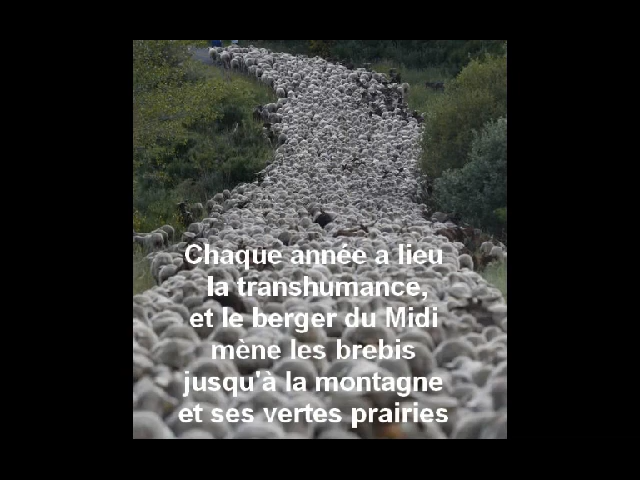 Chaque année a lieu
la transhumance,
et le berger du Midi
mène les brebis
jusqu'à la montagne
et ses vertes prairies